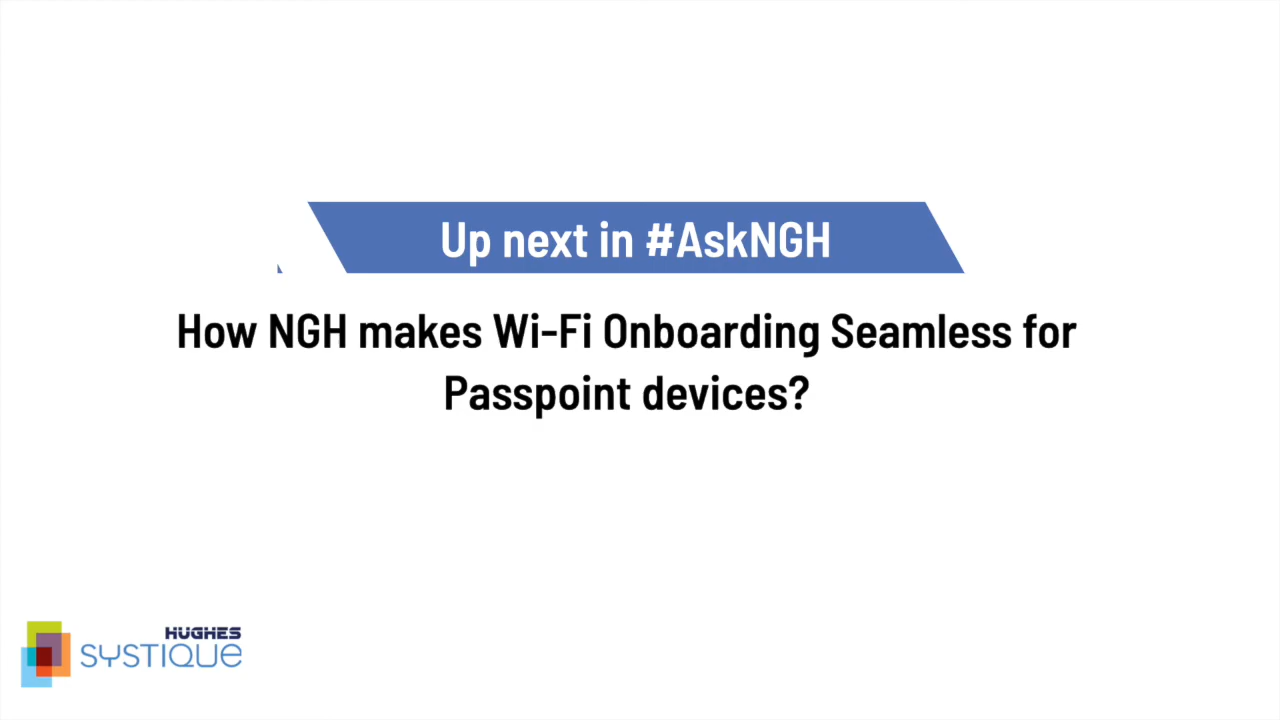 Up next in #AskNGH
How NGH makes Wi-Fi Onboarding Seamless for
Passpoint devices?
HUGHES
SYSTIQUE